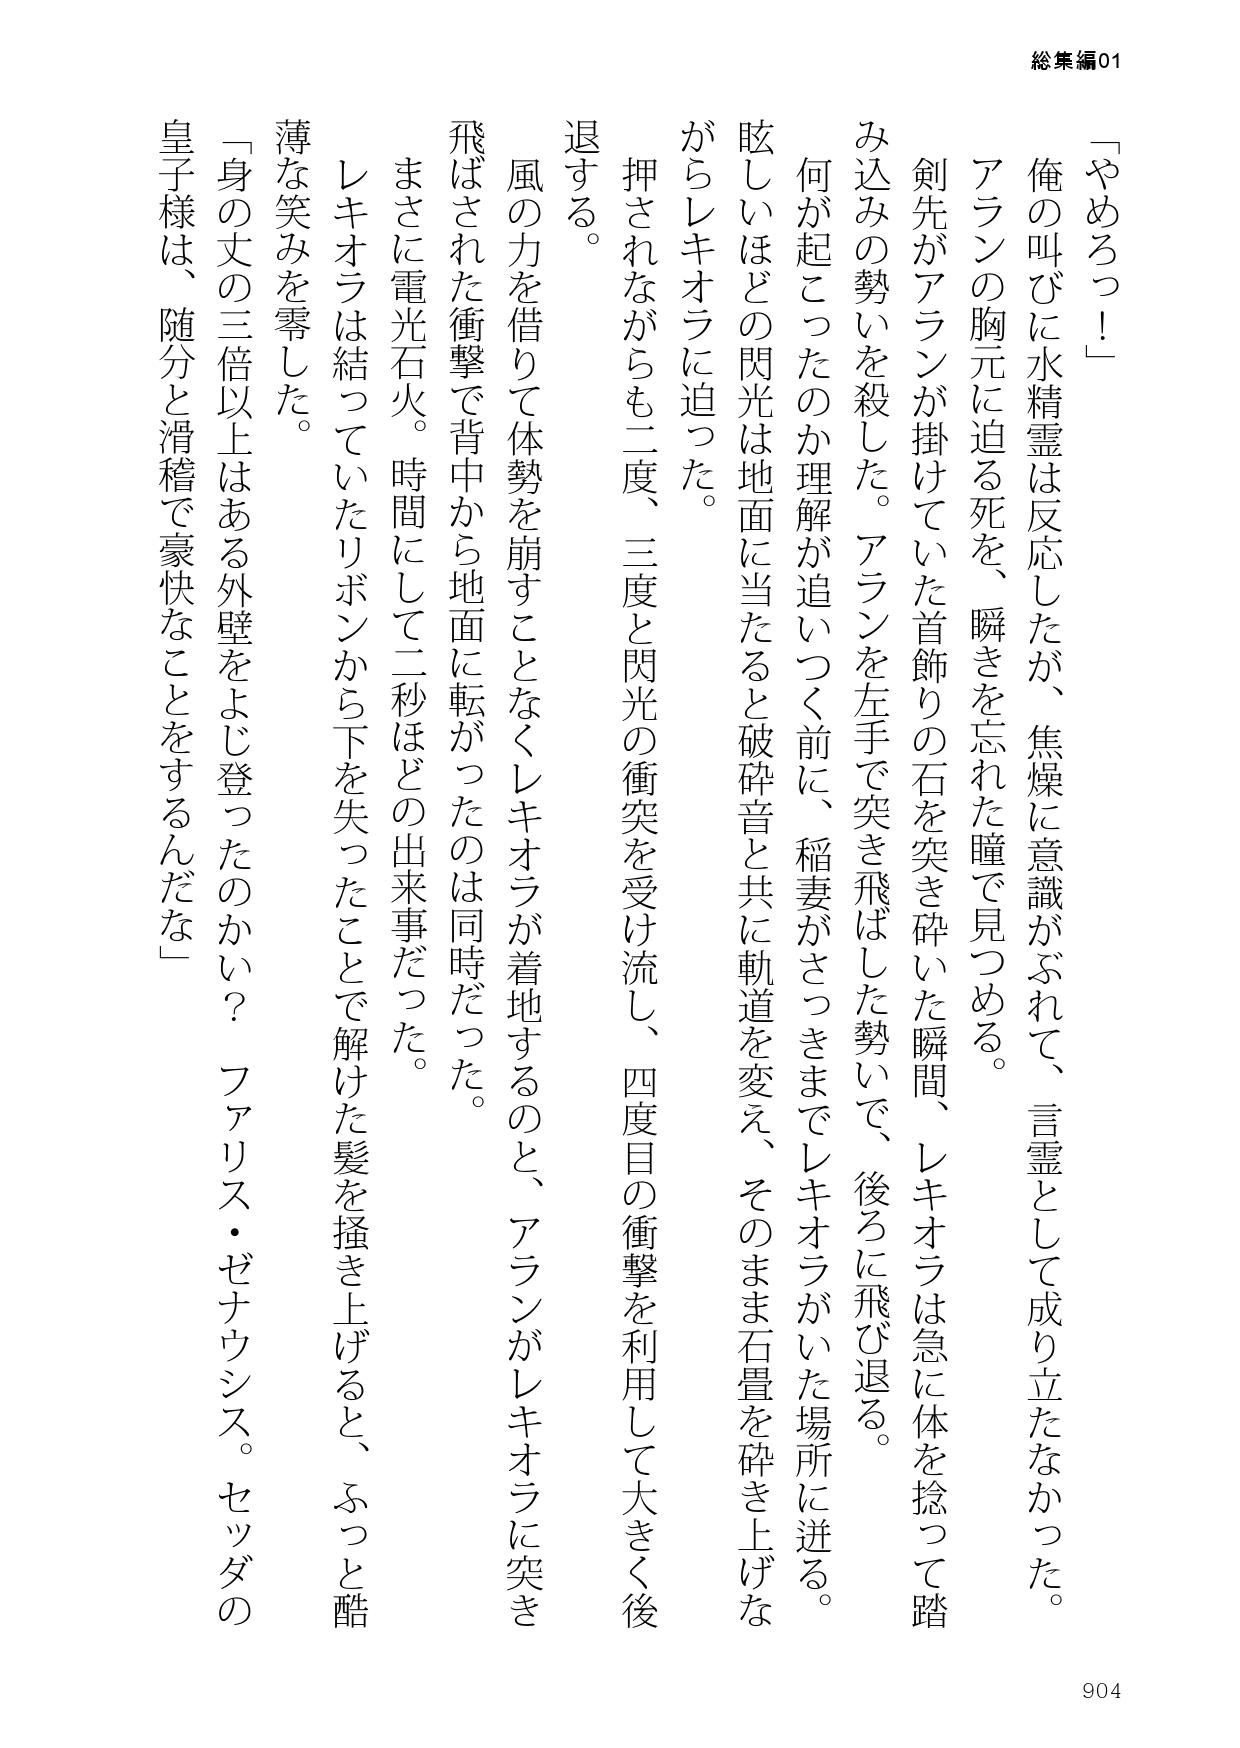 総集編01
「やめろっ！」
俺の叫びに水精霊は反応したが、焦燥に意識がぶれて、言霊として成り立たなかった。
アランの胸元に迫る死を、瞬きを忘れた瞳で見つめる。
剣先がアランが掛けていた首飾りの石を突き砕いた瞬間、レキオラは急に体を捻って踏
み込みの勢いを殺した。アランを左手で突き飛ばした勢いで、後ろに飛び退る。
何が起こったのか理解が追いつく前に、稲妻がさっきまでレキオラがいた場所に迸る。
眩しいほどの閃光は地面に当たると破砕音と共に軌道を変え、そのまま石畳を砕き上げな
がらレキオラに迫った。
押されながらも二度、三度と閃光の衝突を受け流し、四度目の衝撃を利用して大きく後
退する。
風の力を借りて体勢を崩すことなくレキオラが着地するのと、アランがレキオラに突き
飛ばされた衝撃で背中から地面に転がったのは同時だった。
まさに電光石火。時間にして二秒ほどの出来事だった。
レキオラは結っていたリボンから下を失ったことで解けた髪を掻き上げると、ふっと酷
薄な笑みを零した。
「身の丈の三倍以上はある外壁をよじ登ったのかい？　ファリス・ゼナウシス。セッダの
皇子様は、随分と滑稽で豪快なことをするんだな」
904